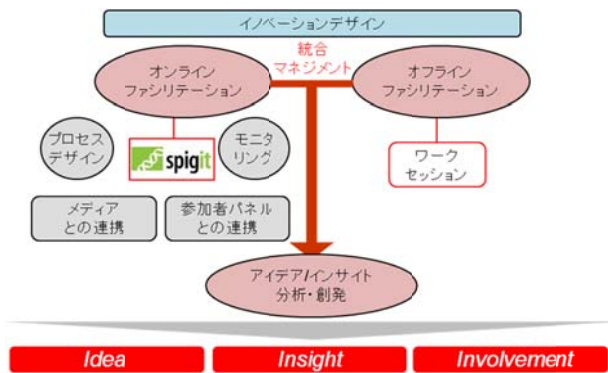 イノベーションデザイン
統合
マネジメント
オンライン
ファシリテーション
オフライン
ファシリテーション
プロセス
デザイン
spigit
モニタ
リング
ワーク
セッション
メディア
との連携
参加者パネル
との連携
アイデア/インサイト
分析・創発
Idea
Insight
Involvement